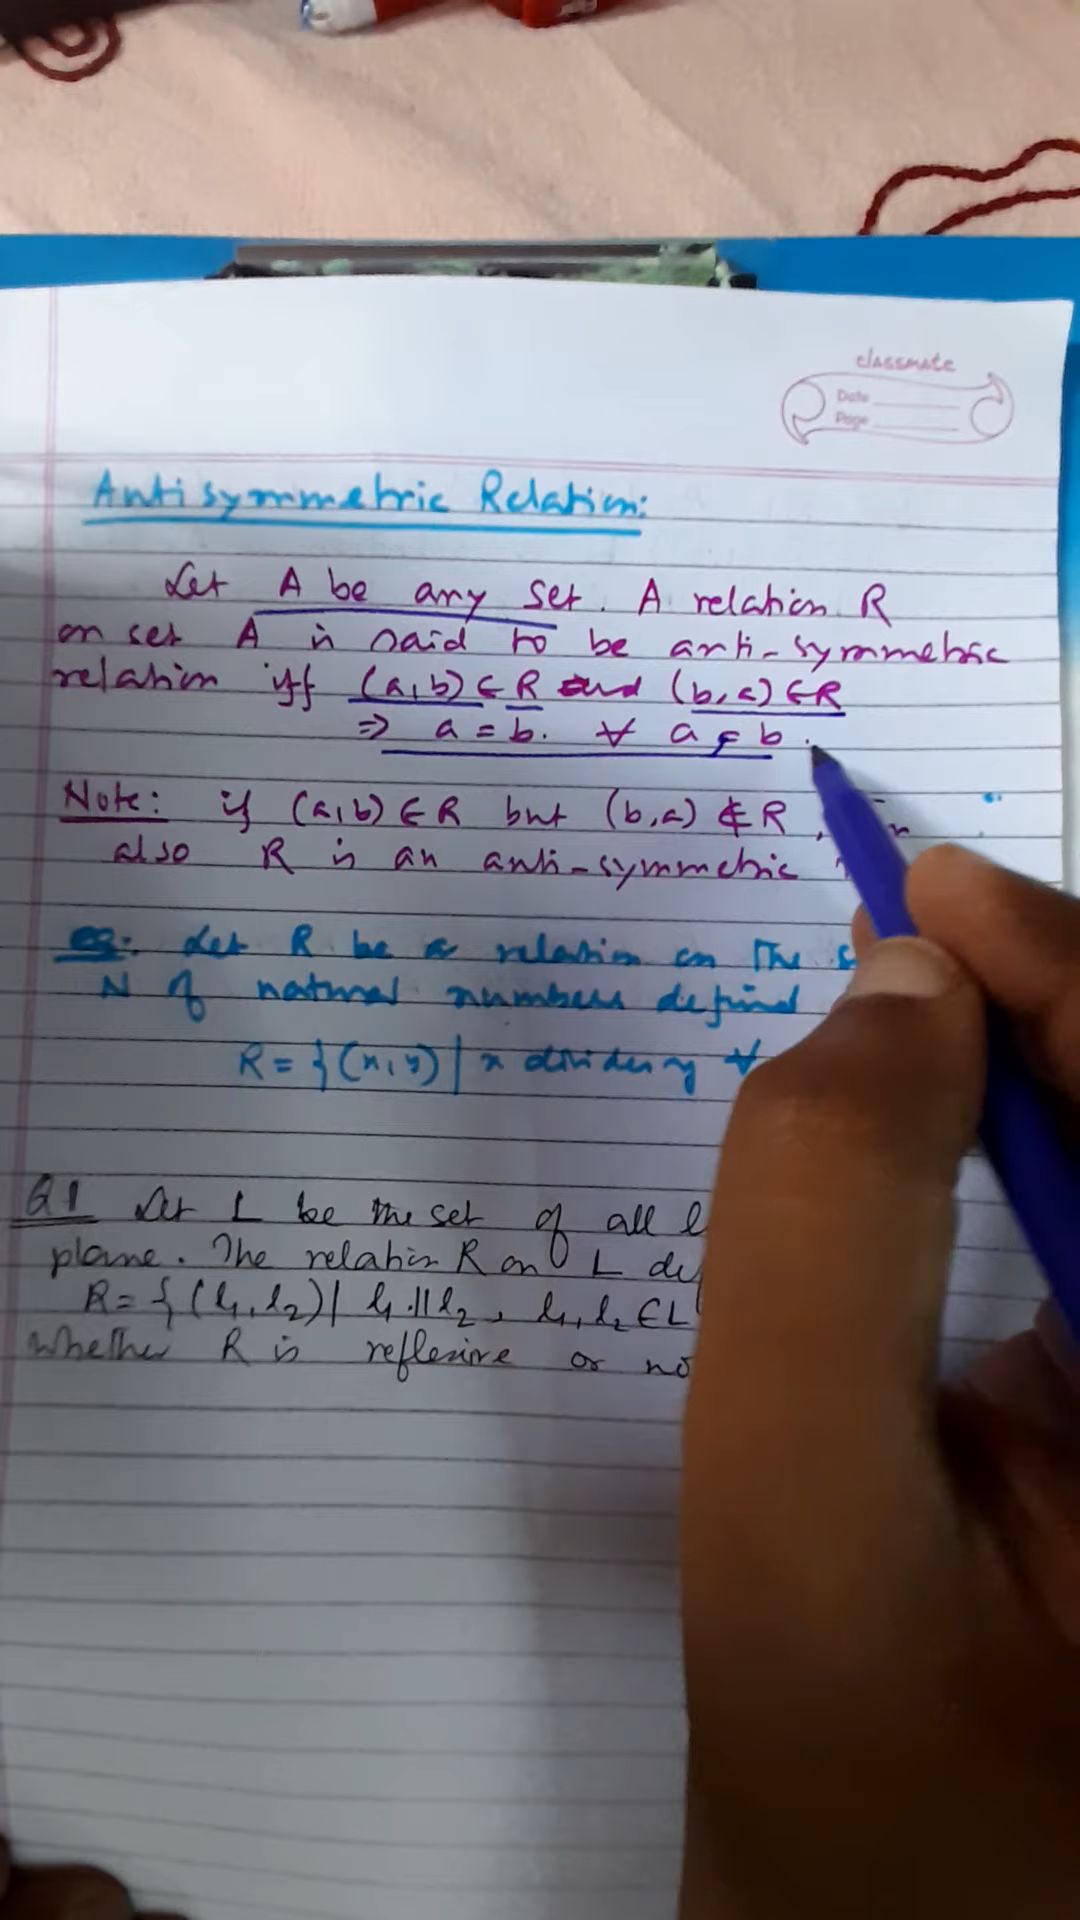 classmate
Date
Page
Antisymmetric Relation:
Let A be any set. A relation R
on set A is said to be anti-symmetric
relation iff (a,b) ∈ R and (b,a) ∈ R
⇒ a = b. ∀ a = b.
Note: if (a,b) ∈ R but (b,a) ∉ R,
also R is an anti-symmetric
eg: Let R be a relation on the
N of natural numbers defined
R = {(x,y) | x divides y ∀
Q1 Let L be the set of all
plane. The relation R on L
R = {(l₁, l₂) | l₁ || l₂, l₁, l₂ ∈ L
whether R is reflexive or